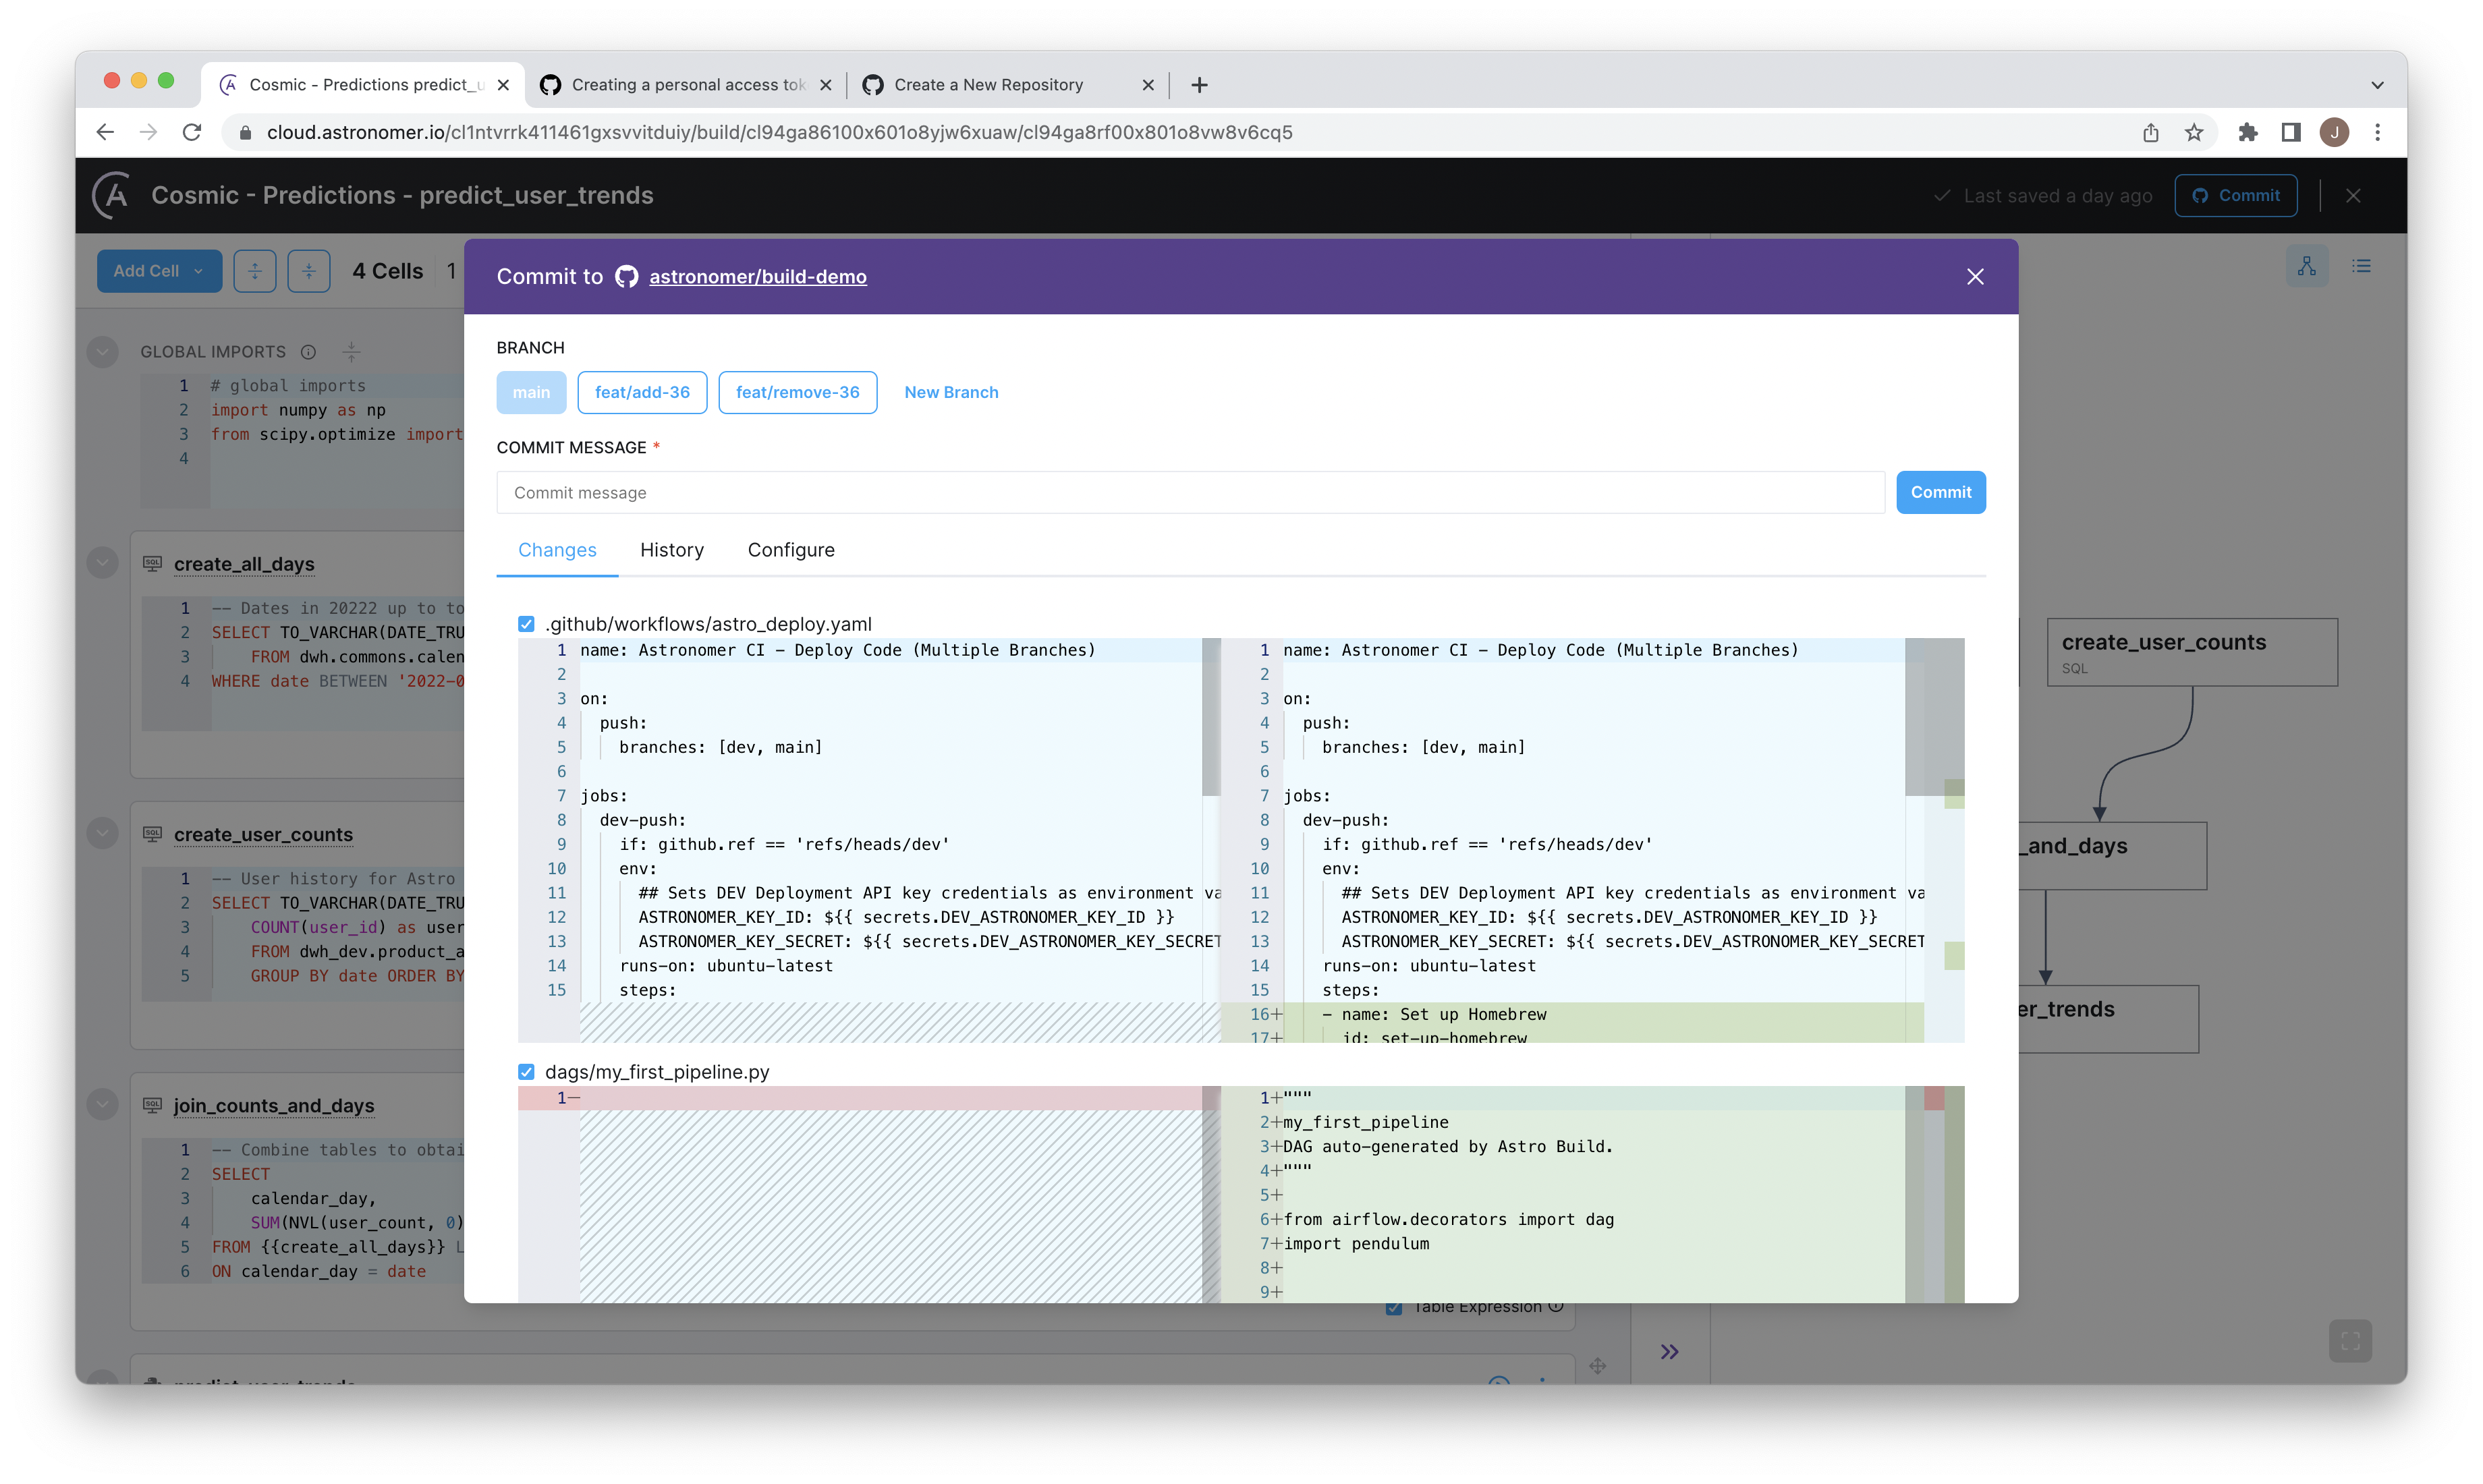 Cosmic - Predictions predict_u
Creating a personal access tok
Create a New Repository
cloud.astronomer.io/cl1ntvrrk411461gxsvvitduiy/build/cl94ga86100x601o8yjw6xuaw/cl94ga8rf00x801o8vw8v6cq5
J
Cosmic - Predictions - predict_user_trends
Last saved a day ago
Commit
Add Cell
4 Cells
1
Commit to astronomer/build-demo
BRANCH
main
feat/add-36
feat/remove-36
New Branch
COMMIT MESSAGE *
Commit message
Commit
Changes
History
Configure
.github/workflows/astro_deploy.yaml
1 name: Astronomer CI - Deploy Code (Multiple Branches)
2
3 on:
4 push:
5 branches: [dev, main]
6
7 jobs:
8 dev-push:
9 if: github.ref == 'refs/heads/dev'
10 env:
11 ## Sets DEV Deployment API key credentials as environment va
12 ASTRONOMER_KEY_ID: ${{ secrets.DEV_ASTRONOMER_KEY_ID }}
13 ASTRONOMER_KEY_SECRET: ${{ secrets.DEV_ASTRONOMER_KEY_SECRET
14 runs-on: ubuntu-latest
15 steps:
1 name: Astronomer CI - Deploy Code (Multiple Branches)
2
3 on:
4 push:
5 branches: [dev, main]
6
7 jobs:
8 dev-push:
9 if: github.ref == 'refs/heads/dev'
10 env:
11 ## Sets DEV Deployment API key credentials as environment va
12 ASTRONOMER_KEY_ID: ${{ secrets.DEV_ASTRONOMER_KEY_ID }}
13 ASTRONOMER_KEY_SECRET: ${{ secrets.DEV_ASTRONOMER_KEY_SECRET
14 runs-on: ubuntu-latest
15 steps:
16+ - name: Set up Homebrew
17+ id: set-up-homebrew
dags/my_first_pipeline.py
1-
1+"""
2+my_first_pipeline
3+DAG auto-generated by Astro Build.
4+"""
5+
6+from airflow.decorators import dag
7+import pendulum
8+
9+
GLOBAL IMPORTS
1 # global imports
2 import numpy as np
3 from scipy.optimize import
4
SQL create_all_days
1 -- Dates in 20222 up to to
2 SELECT TO_VARCHAR(DATE_TRU
3 FROM dwh.commons.calen
4 WHERE date BETWEEN '2022-0
SQL create_user_counts
1 -- User history for Astro
2 SELECT TO_VARCHAR(DATE_TRU
3 COUNT(user_id) as user
4 FROM dwh_dev.product_a
5 GROUP BY date ORDER BY
SQL join_counts_and_days
1 -- Combine tables to obtai
2 SELECT
3 calendar_day,
4 SUM(NVL(user_count, 0)
5 FROM {{create_all_days}} L
6 ON calendar_day = date
Table Expression
predict_user_trends
create_user_counts
SQL
_and_days
er_trends